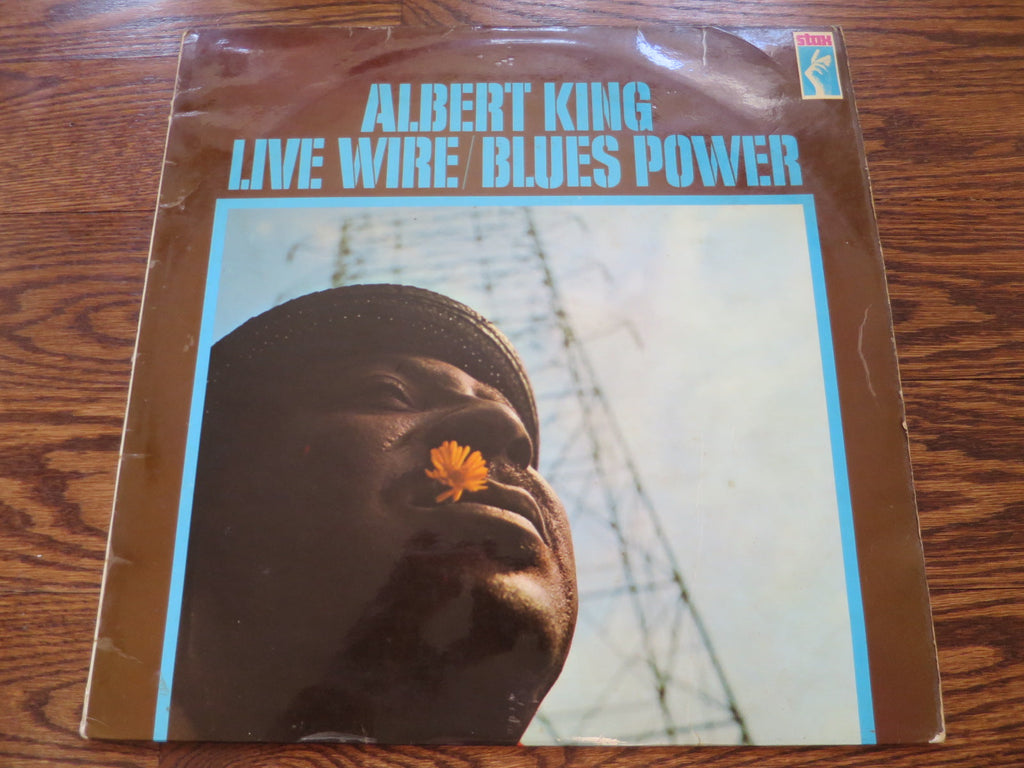 stax
ALBERT KING
LIVE WIRE/BLUES POWER